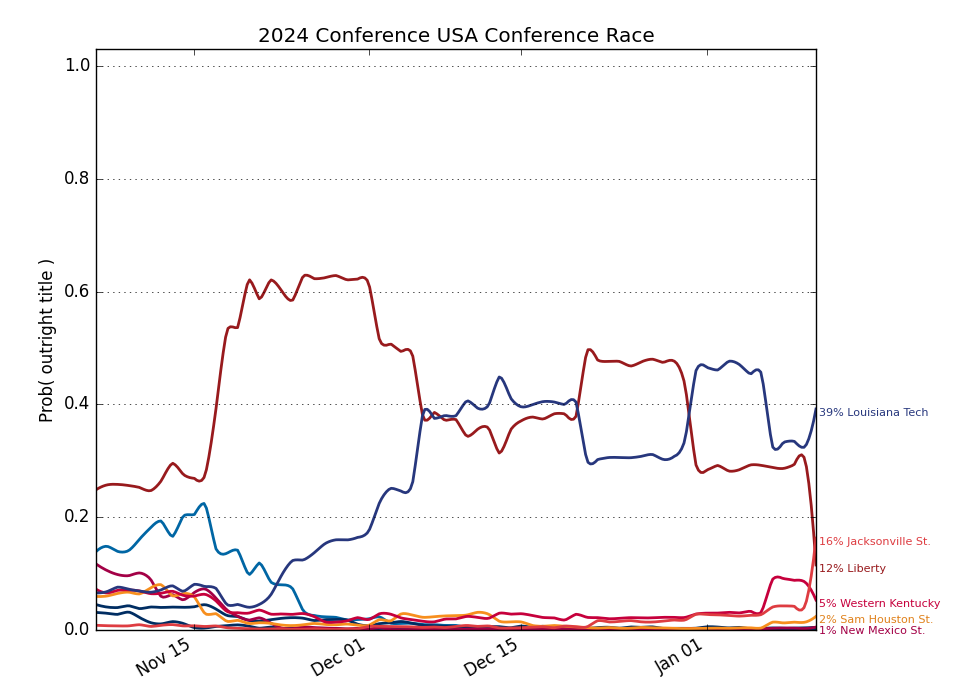 2024 Conference USA Conference Race
1.0
0.8
0.6
0.4
0.2
0.0
Prob( outright title )
39% Louisiana Tech
16% Jacksonville St.
12% Liberty
5% Western Kentucky
2% Sam Houston St.
1% New Mexico St.
Nov 15
Dec 01
Dec 15
Jan 01